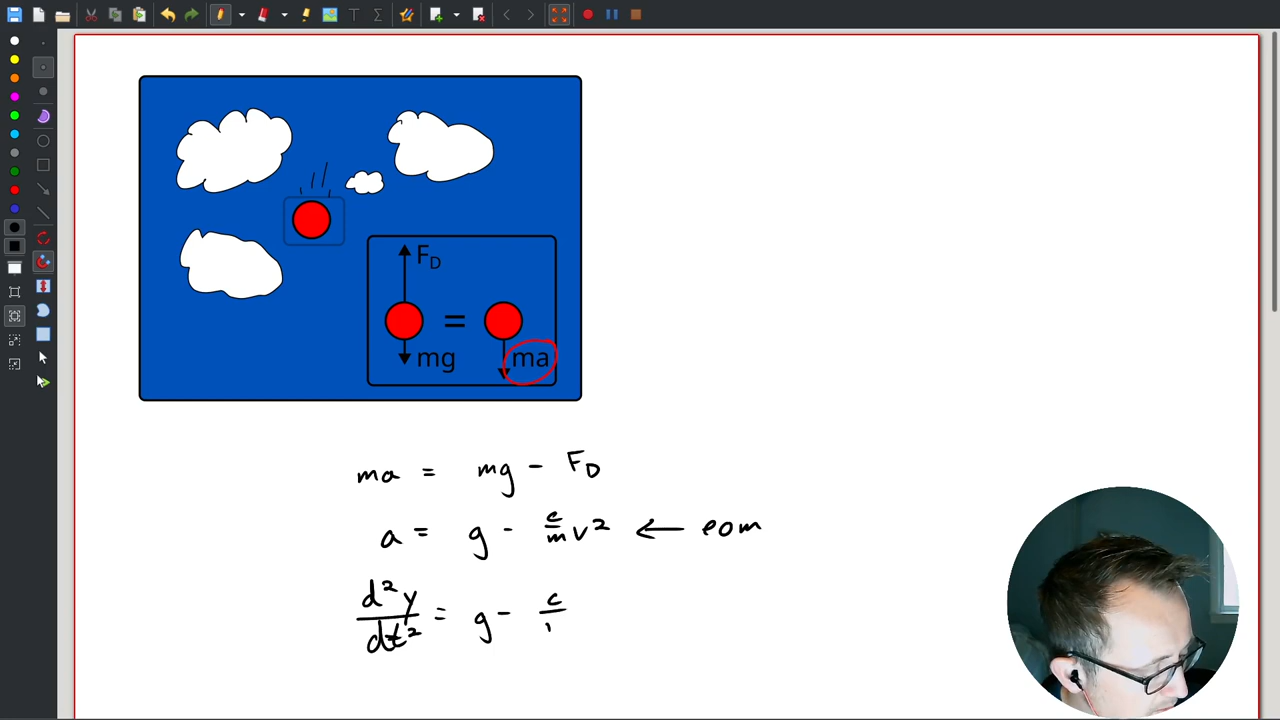 F_D
=
mg
ma
ma = mg - F_D
a = g - c/m v² ← eom
d²y/dt² = g - c/